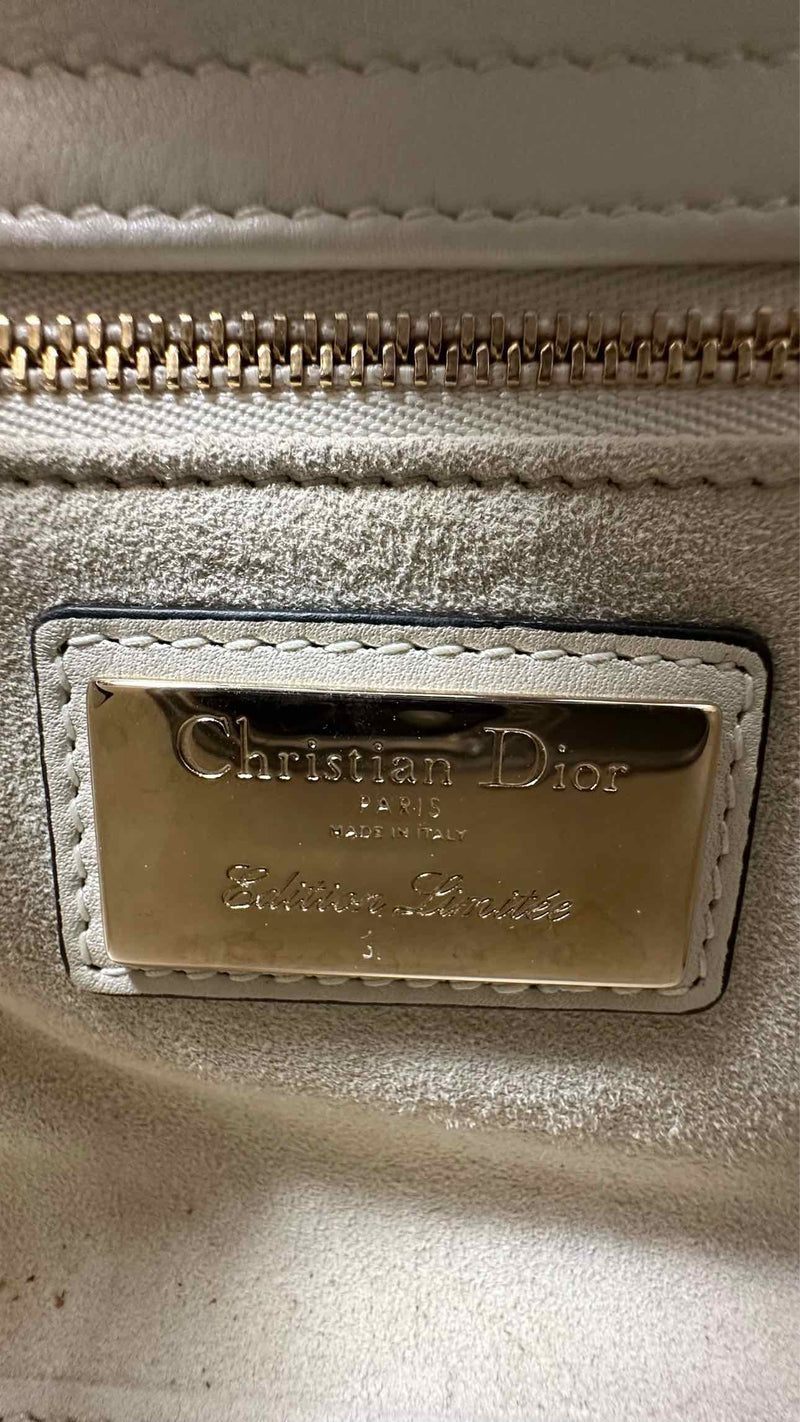 Christian Dior
PARIS
MADE IN ITALY
Edition Limitée